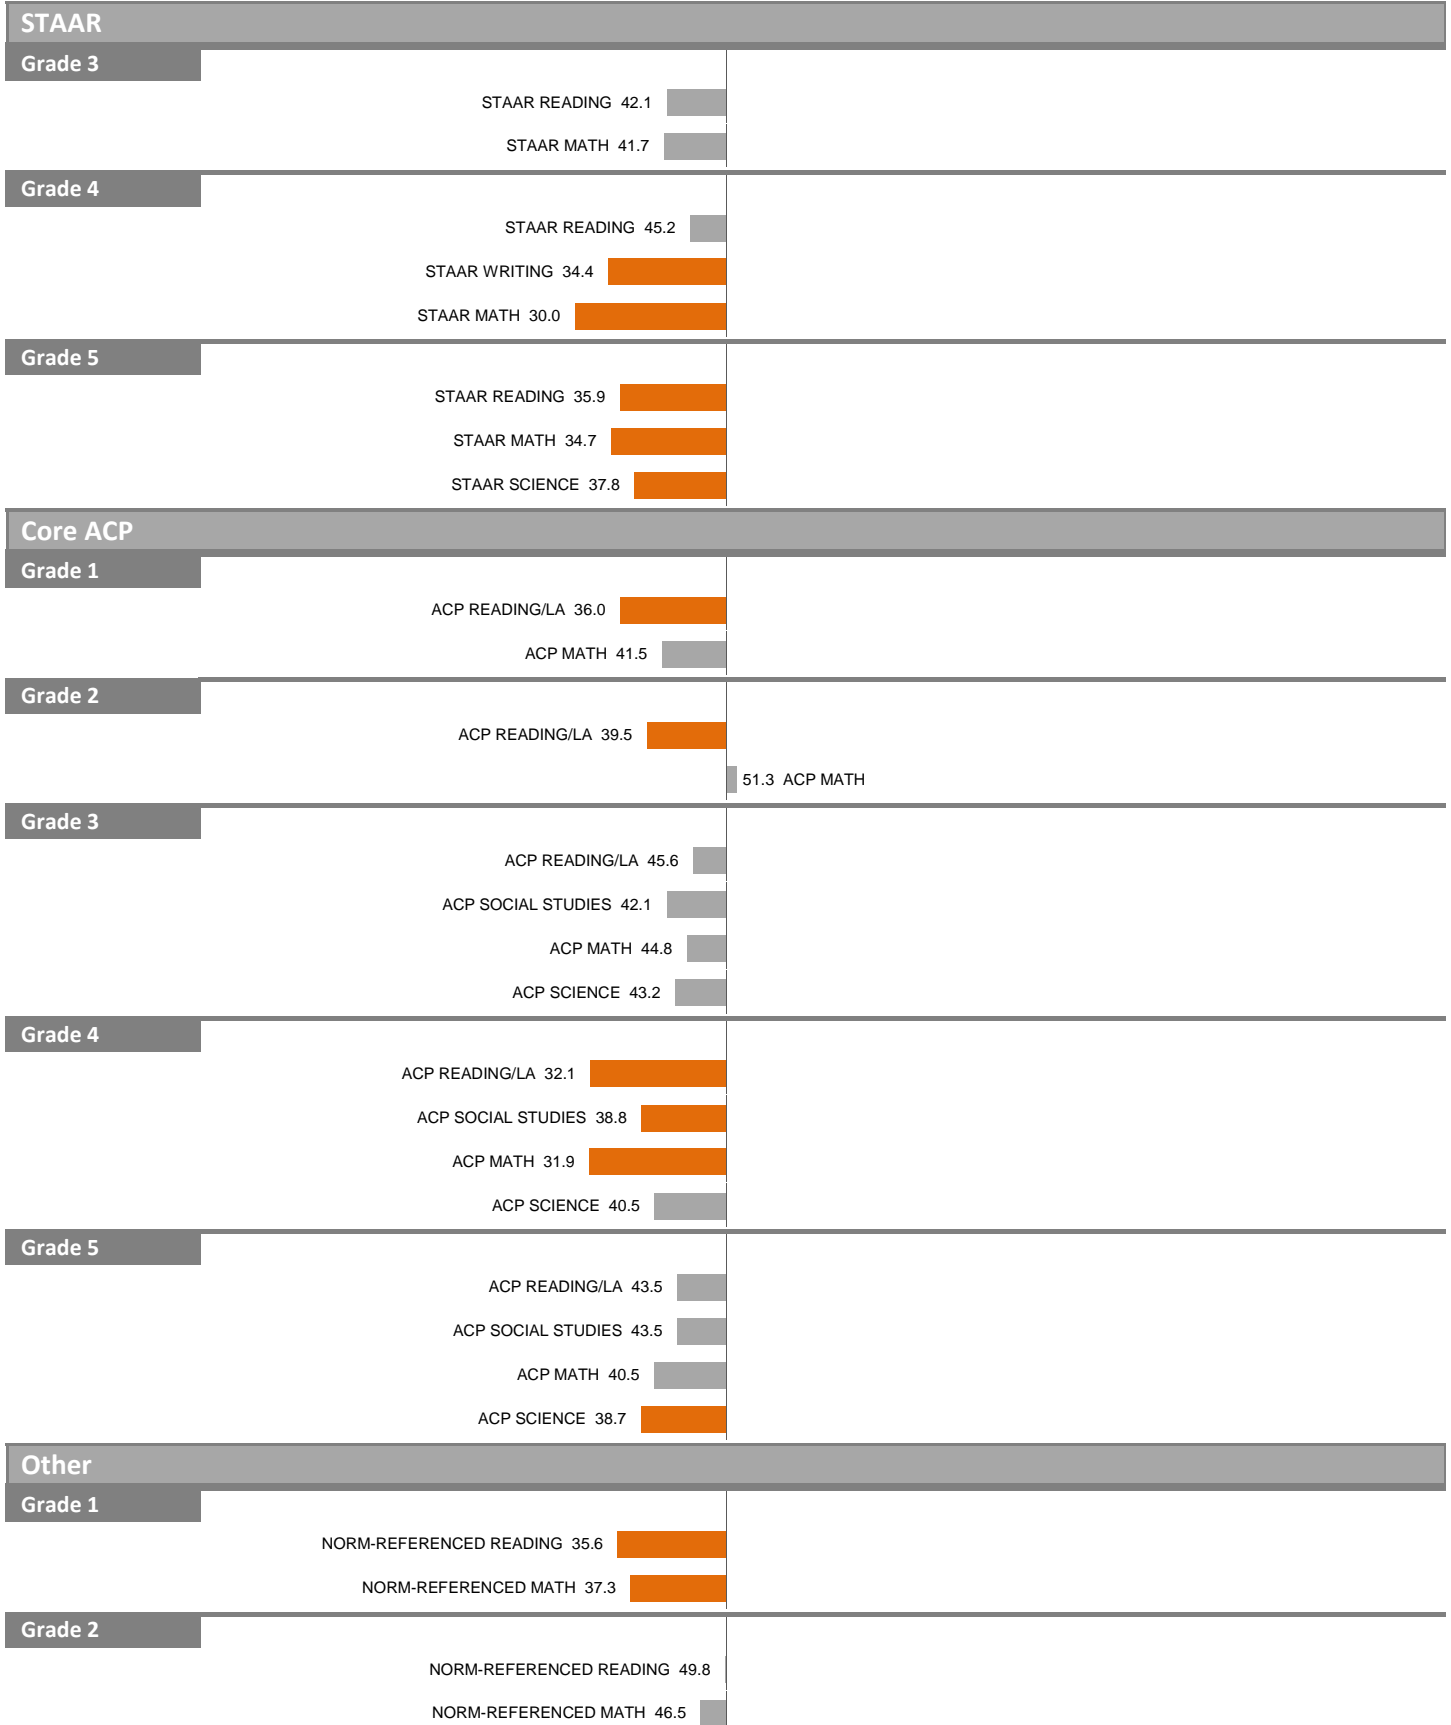 STAAR
Grade 3
STAAR READING 42.1
STAAR MATH 41.7
Grade 4
STAAR READING 45.2
STAAR WRITING 34.4
STAAR MATH 30.0
Grade 5
STAAR READING 35.9
STAAR MATH 34.7
STAAR SCIENCE 37.8
Core ACP
Grade 1
ACP READING/LA 36.0
ACP MATH 41.5
Grade 2
ACP READING/LA 39.5
51.3 ACP MATH
Grade 3
ACP READING/LA 45.6
ACP SOCIAL STUDIES 42.1
ACP MATH 44.8
ACP SCIENCE 43.2
Grade 4
ACP READING/LA 32.1
ACP SOCIAL STUDIES 38.8
ACP MATH 31.9
ACP SCIENCE 40.5
Grade 5
ACP READING/LA 43.5
ACP SOCIAL STUDIES 43.5
ACP MATH 40.5
ACP SCIENCE 38.7
Other
Grade 1
NORM-REFERENCED READING 35.6
NORM-REFERENCED MATH 37.3
Grade 2
NORM-REFERENCED READING 49.8
NORM-REFERENCED MATH 46.5